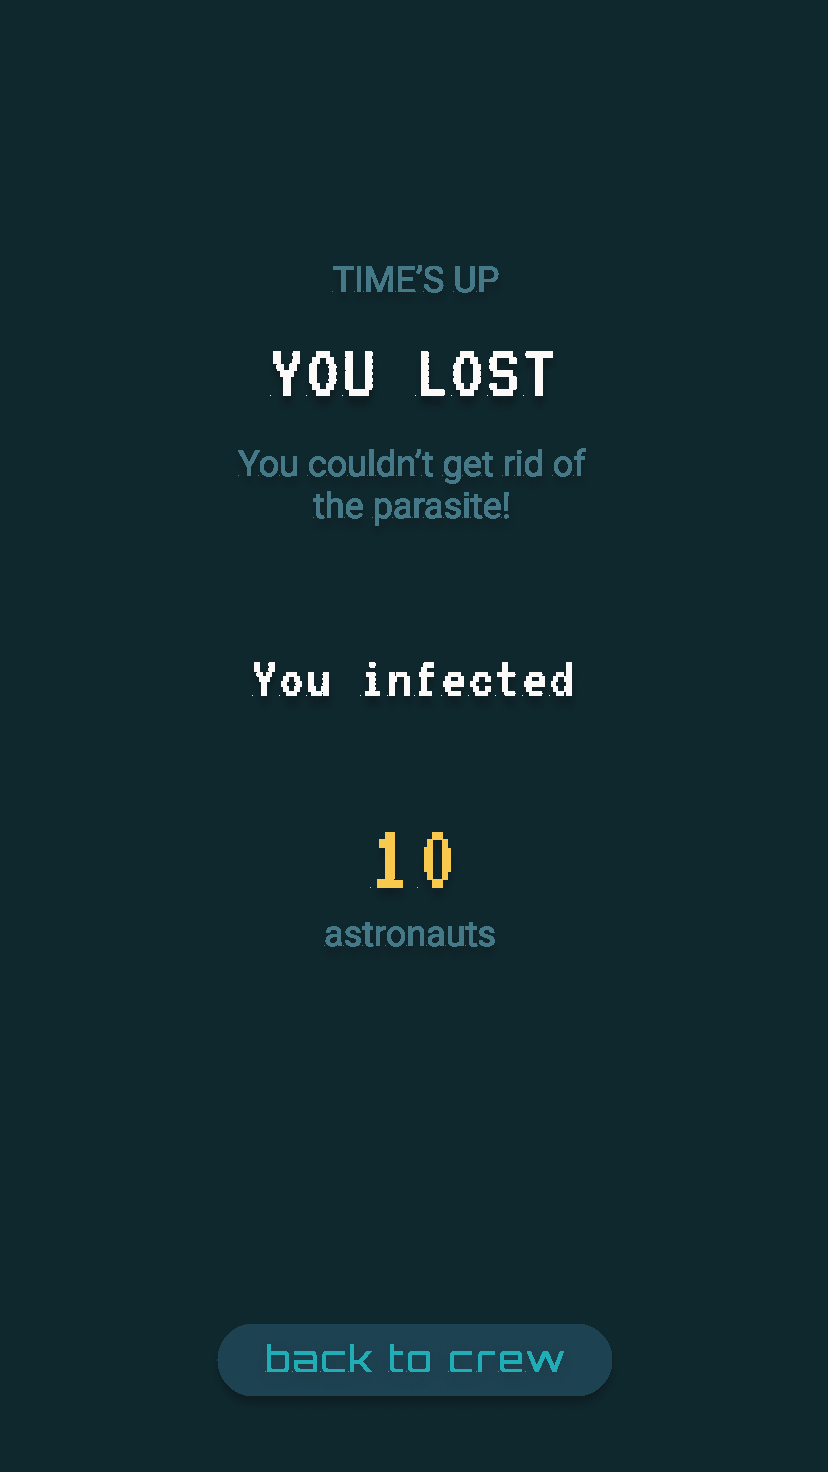 TIME’S UP
YOU LOST
You couldn’t get rid of
the parasite!
You infected
10
astronauts
back to crew